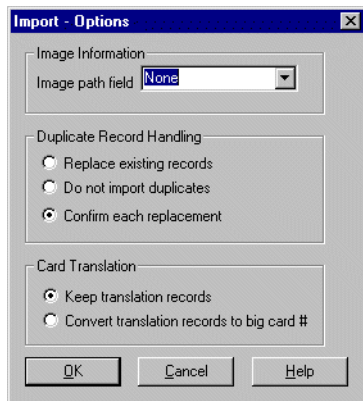 Import - Options
Image Information
Image path field None
Duplicate Record Handling
Replace existing records
Do not import duplicates
Confirm each replacement
Card Translation
Keep translation records
Convert translation records to big card #
OK Cancel Help